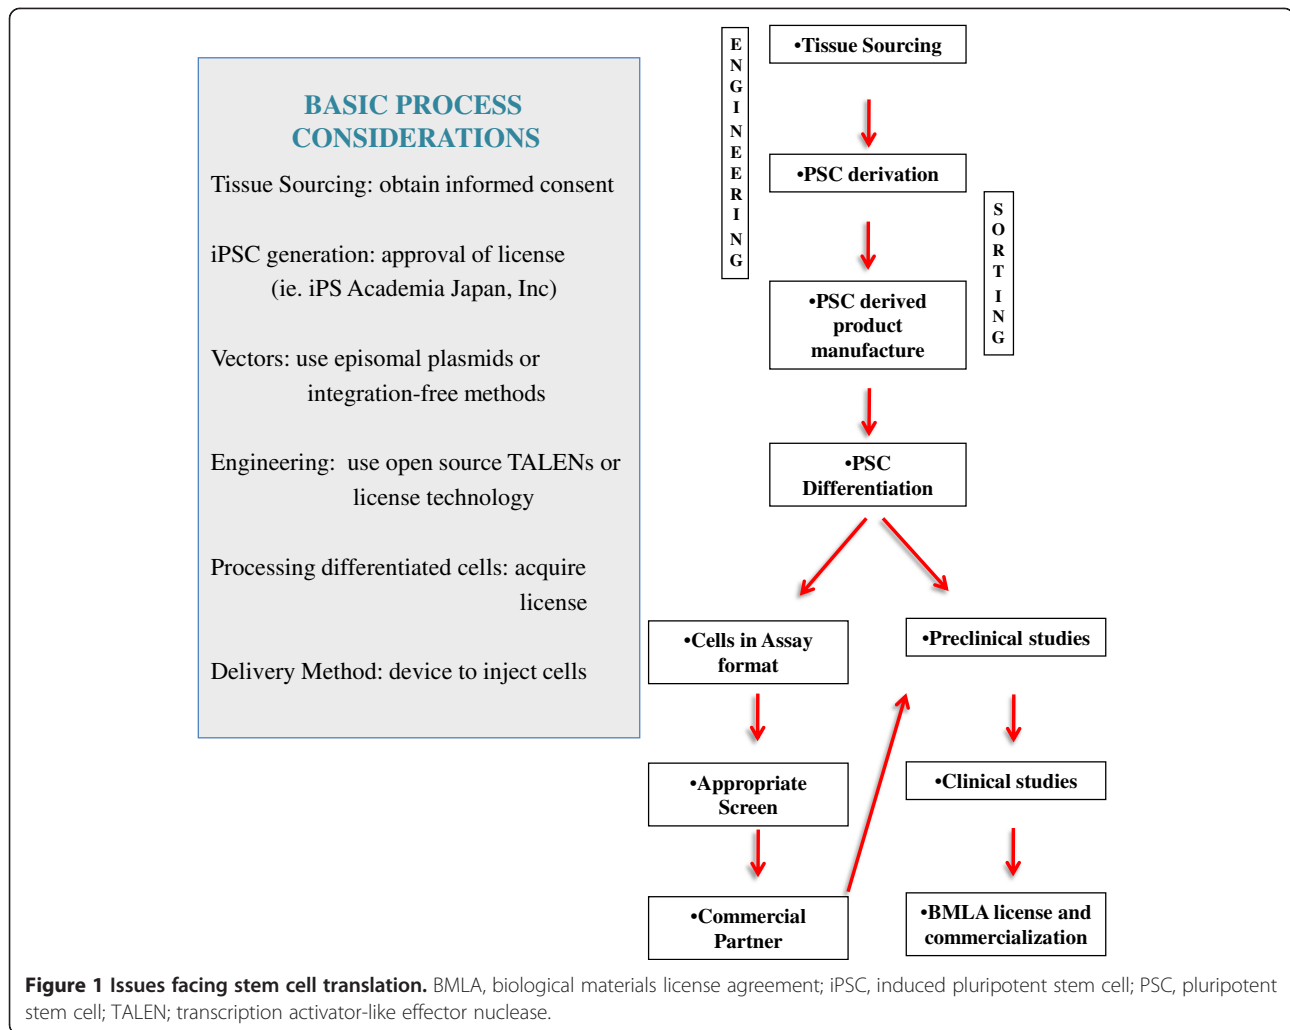 BASIC PROCESS
CONSIDERATIONS
Tissue Sourcing: obtain informed consent
iPSC generation: approval of license
(ie. iPS Academia Japan, Inc)
Vectors: use episomal plasmids or
integration-free methods
Engineering: use open source TALENs or
license technology
Processing differentiated cells: acquire
license
Delivery Method: device to inject cells
ENGINEERING
•Tissue Sourcing
•PSC derivation
SORTING
•PSC derived
product
manufacture
•PSC
Differentiation
•Cells in Assay
format
•Preclinical studies
•Appropriate
Screen
•Clinical studies
•Commercial
Partner
•BMLA license and
commercialization
Figure 1 Issues facing stem cell translation. BMLA, biological materials license agreement; iPSC, induced pluripotent stem cell; PSC, pluripotent
stem cell; TALEN; transcription activator-like effector nuclease.